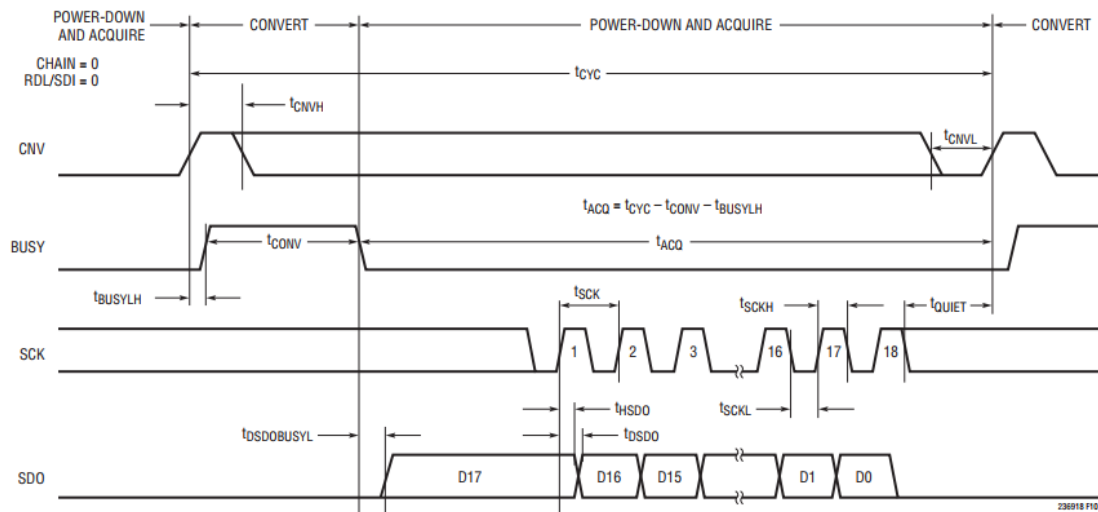 POWER-DOWN
AND ACQUIRE
CONVERT
POWER-DOWN AND ACQUIRE
CONVERT
CHAIN = 0
RDL/SDI = 0
tCYC
tCNVH
CNV
tCNVL
tACQ = tCYC – tCONV – tBUSYLH
BUSY
tCONV
tACQ
tBUSYLH
tSCK
tSCKH
tQUIET
SCK
1
2
3
16
17
18
tHSDO
tSCKL
tDSDOBUSYL
tDSDO
SDO
D17
D16
D15
D1
D0
236918 F10